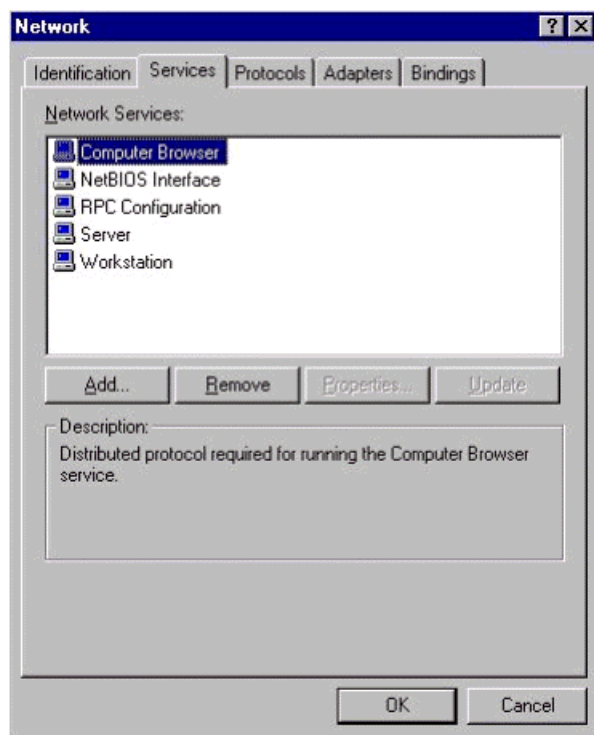 Network
Identification Services Protocols Adapters Bindings
Network Services:
Computer Browser
NetBIOS Interface
RPC Configuration
Server
Workstation
Add... Remove Properties... Update
Description:
Distributed protocol required for running the Computer Browser
service.
OK Cancel